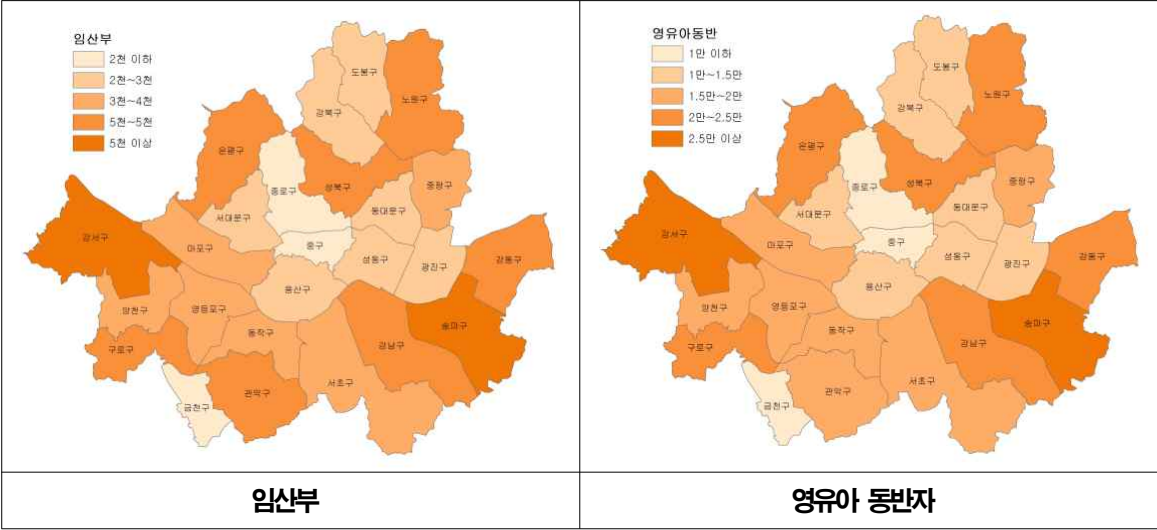 임산부
2천 이하
2천~3천
3천~4천
5천~5천
5천 이상
도봉구
노원구
강북구
은평구
종로구
성북구
중랑구
서대문구
동대문구
강서구
마포구
중구
성동구
광진구
강동구
용산구
양천구
영등포구
동작구
송파구
강남구
구로구
서초구
관악구
금천구
영유아동반
1만 이하
1만~1.5만
1.5만~2만
2만~2.5만
2.5만 이상
도봉구
노원구
강북구
은평구
종로구
성북구
중랑구
서대문구
동대문구
강서구
마포구
중구
성동구
광진구
강동구
용산구
양천구
영등포구
동작구
송파구
강남구
구로구
서초구
관악구
금천구
임산부
영유아 동반자